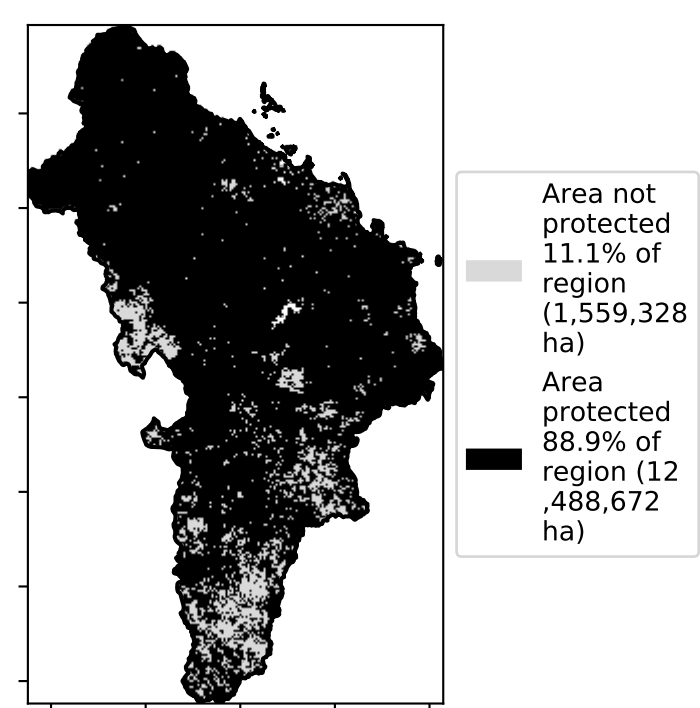 Area not
protected
11.1% of
region
(1,559,328
ha)
Area
protected
88.9% of
region (12
,488,672
ha)